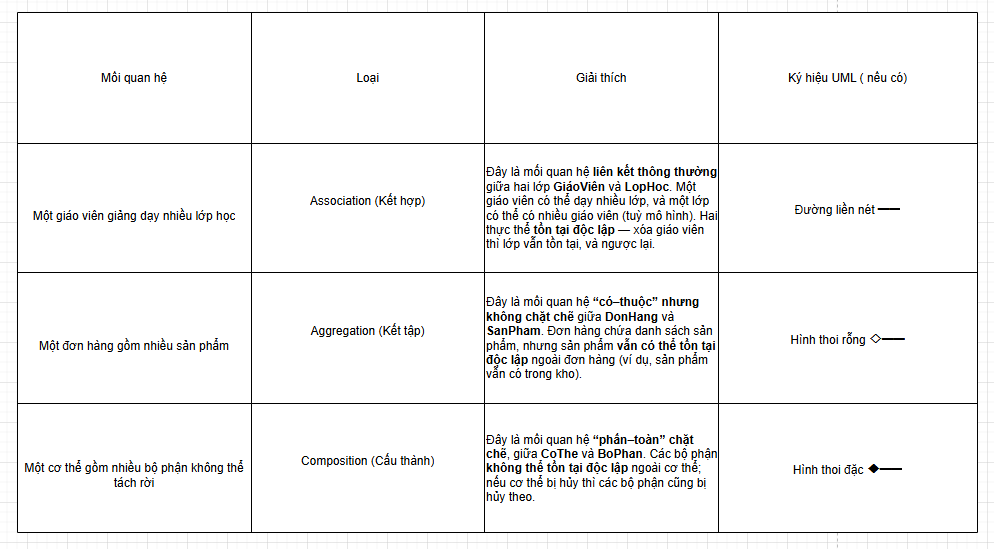 Mối quan hệ
Loại
Giải thích
Ký hiệu UML ( nếu có)
Một giáo viên giảng dạy nhiều lớp học
Association (Kết hợp)
Đây là mối quan hệ liên kết thông thường
giữa hai lớp GiáoViên và LopHoc. Một
giáo viên có thể dạy nhiều lớp, và một lớp
có thể có nhiều giáo viên (tuỳ mô hình). Hai
thực thể tồn tại độc lập — xóa giáo viên
thì lớp vẫn tồn tại, và ngược lại.
Đường liền nét ──
Một đơn hàng gồm nhiều sản phẩm
Aggregation (Kết tập)
Đây là mối quan hệ “có–thuộc” nhưng
không chặt chẽ giữa DonHang và
SanPham. Đơn hàng chứa danh sách sản
phẩm, nhưng sản phẩm vẫn có thể tồn tại
độc lập ngoài đơn hàng (ví dụ, sản phẩm
vẫn có trong kho).
Hình thoi rỗng ◇──
Một cơ thể gồm nhiều bộ phận không thể
tách rời
Composition (Cấu thành)
Đây là mối quan hệ “phần–toàn” chặt
chẽ, giữa CoThe và BoPhan. Các bộ phận
không thể tồn tại độc lập ngoài cơ thể;
nếu cơ thể bị hủy thì các bộ phận cũng bị
hủy theo.
Hình thoi đặc ◆──